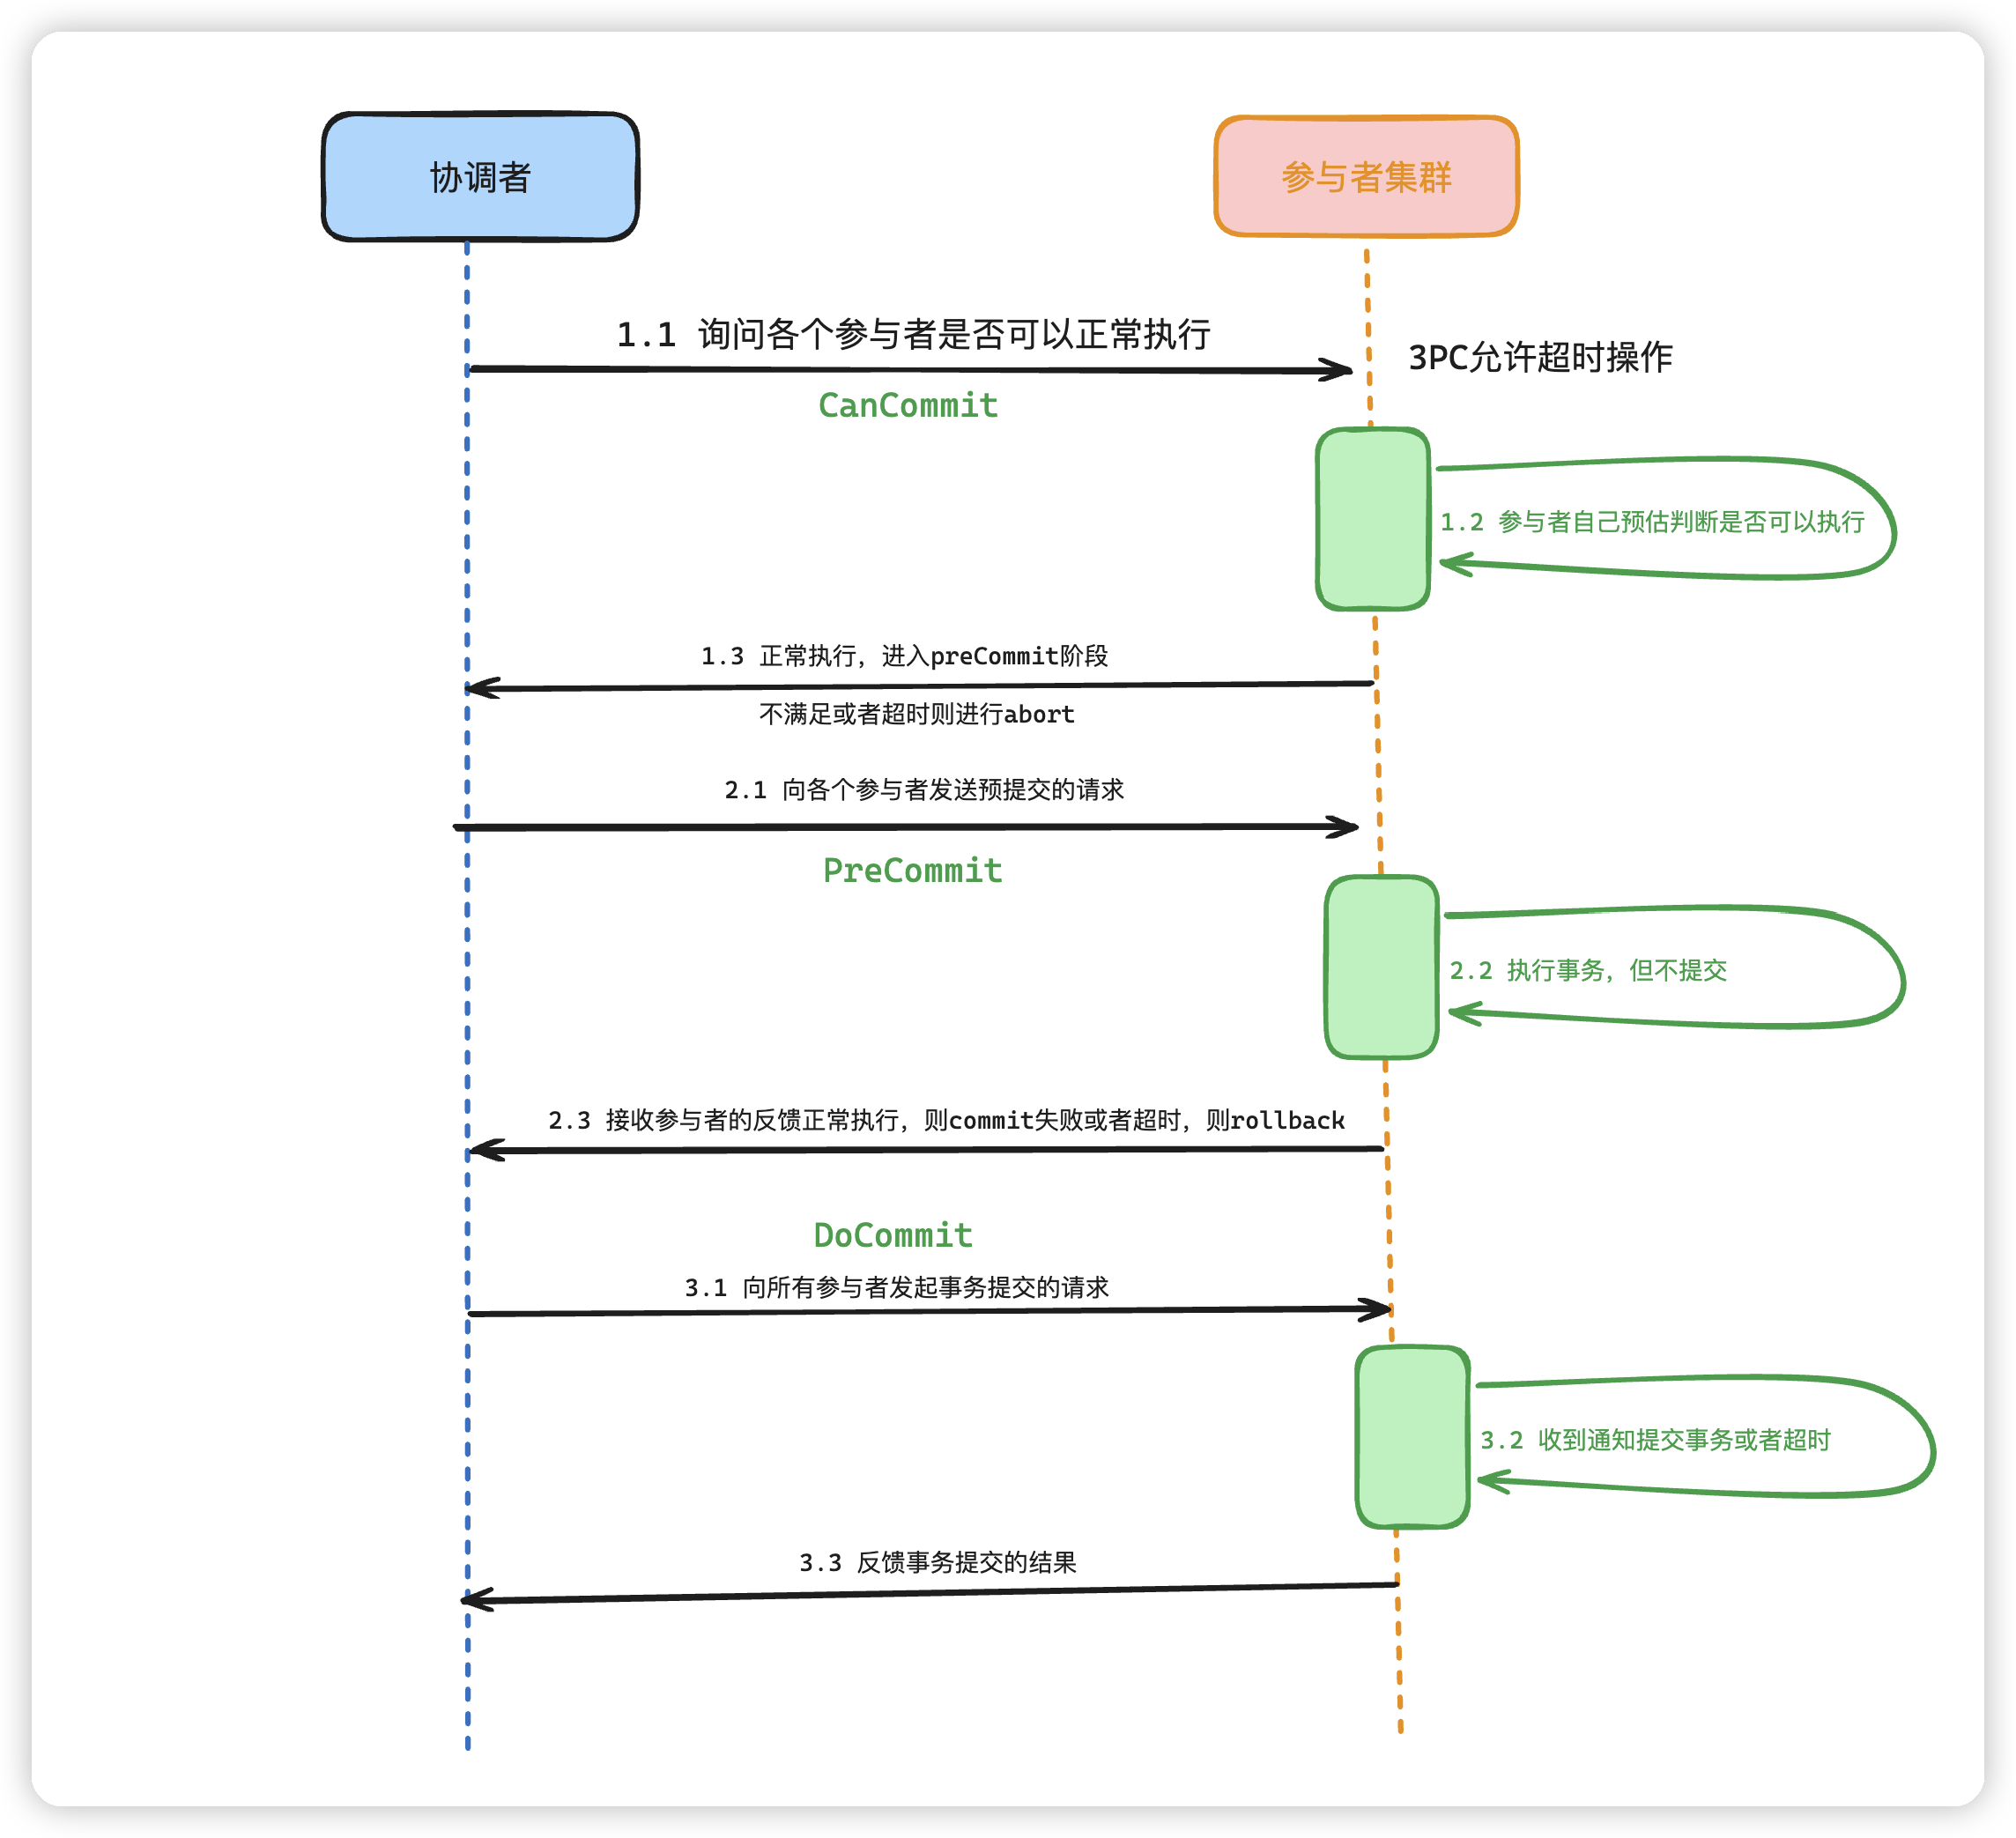 协调者
参与者集群
1.1 询问各个参与者是否可以正常执行
3PC允许超时操作
CanCommit
1.2 参与者自己预估判断是否可以执行
1.3 正常执行，进入preCommit阶段
不满足或者超时则进行abort
2.1 向各个参与者发送预提交的请求
PreCommit
2.2 执行事务，但不提交
2.3 接收参与者的反馈正常执行，则commit失败或者超时，则rollback
DoCommit
3.1 向所有参与者发起事务提交的请求
3.2 收到通知提交事务或者超时
3.3 反馈事务提交的结果